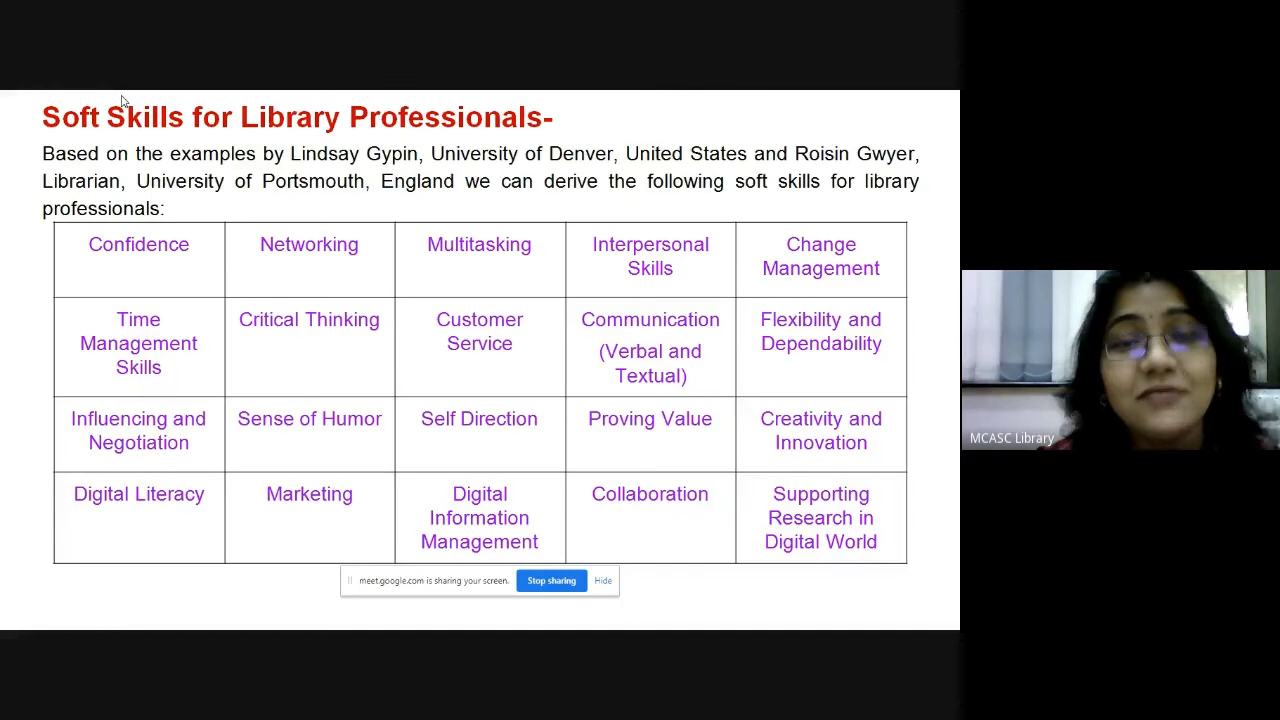 Soft Skills for Library Professionals-
Based on the examples by Lindsay Gypin, University of Denver, United States and Roisin Gwyer,
Librarian, University of Portsmouth, England we can derive the following soft skills for library
professionals:
Confidence
Networking
Multitasking
Interpersonal
Skills
Change
Management
Time
Management
Skills
Critical Thinking
Customer
Service
Communication
(Verbal and
Textual)
Flexibility and
Dependability
Influencing and
Negotiation
Sense of Humor
Self Direction
Proving Value
Creativity and
Innovation
Digital Literacy
Marketing
Digital
Information
Management
Collaboration
Supporting
Research in
Digital World
meet.google.com is sharing your screen.
Stop sharing
Hide
MCASC Library